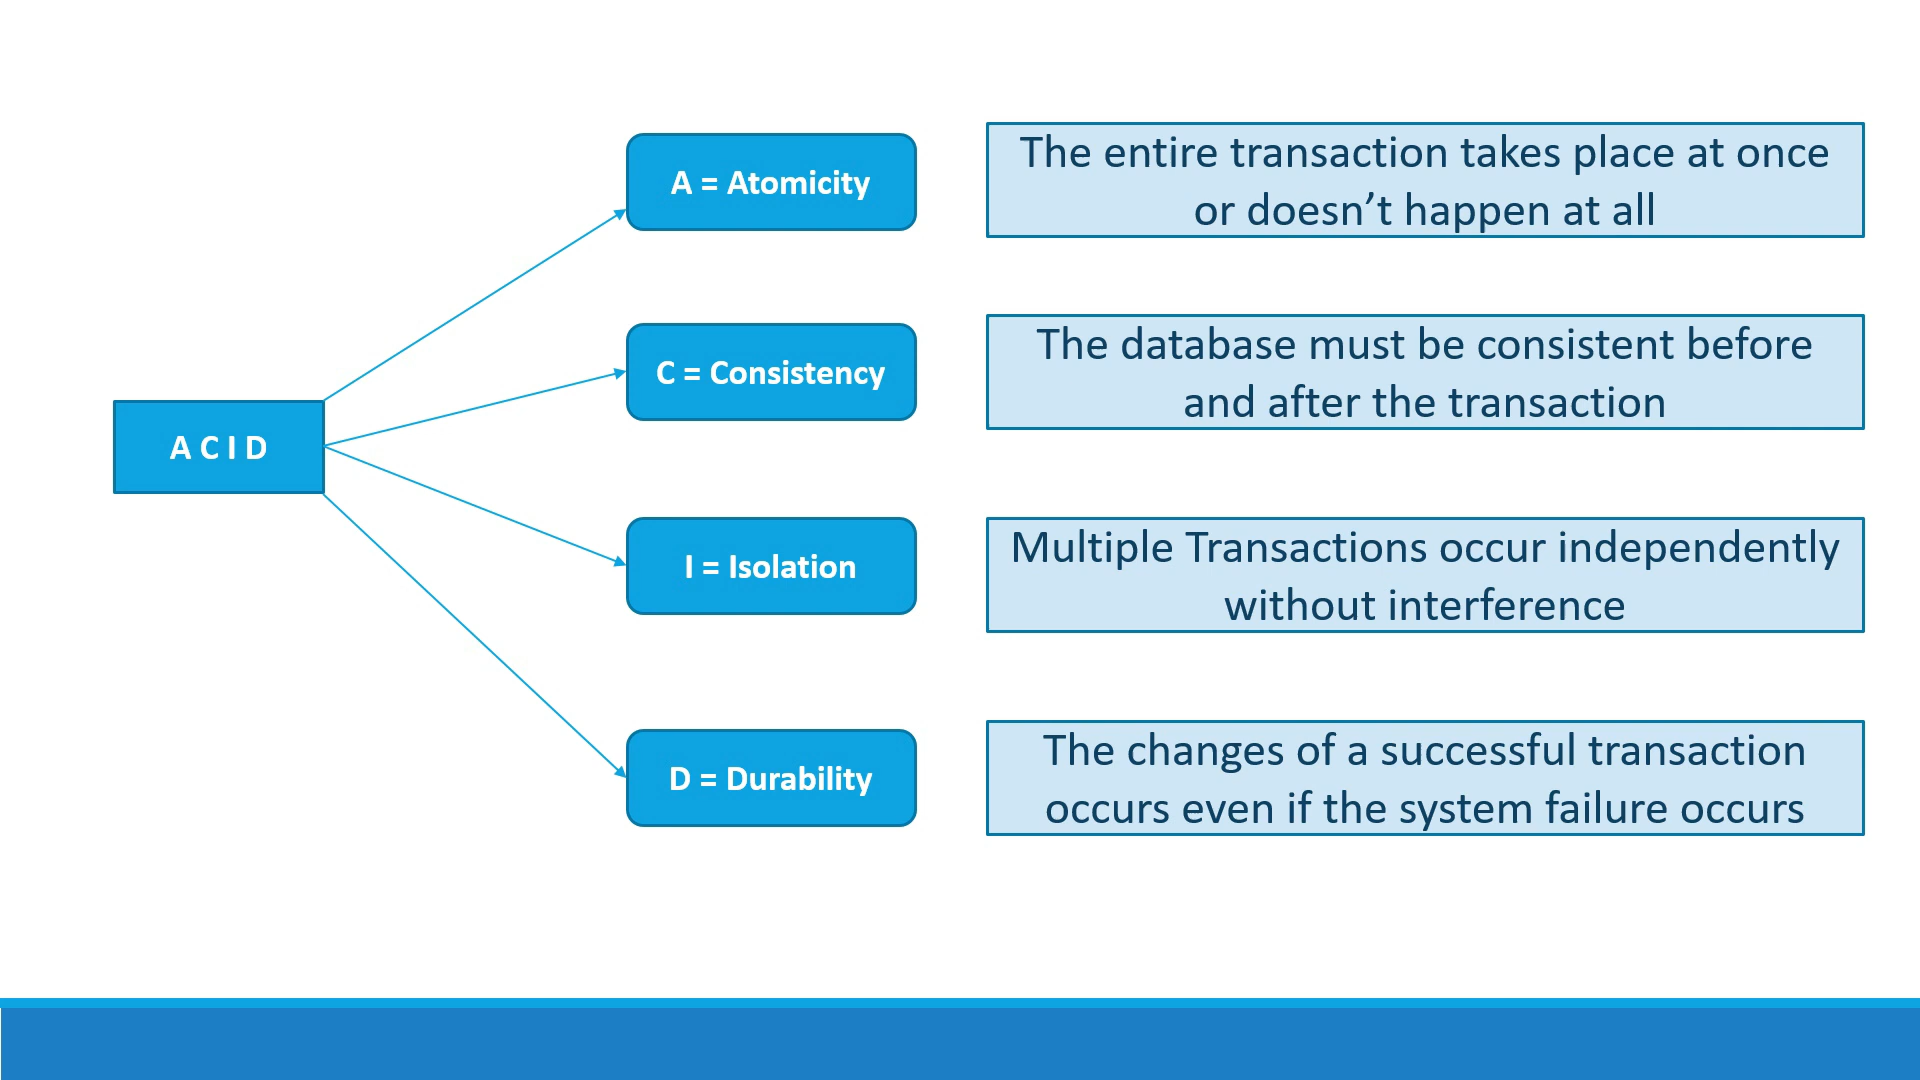 A = Atomicity
The entire transaction takes place at once
or doesn’t happen at all
C = Consistency
The database must be consistent before
and after the transaction
A C I D
I = Isolation
Multiple Transactions occur independently
without interference
D = Durability
The changes of a successful transaction
occurs even if the system failure occurs